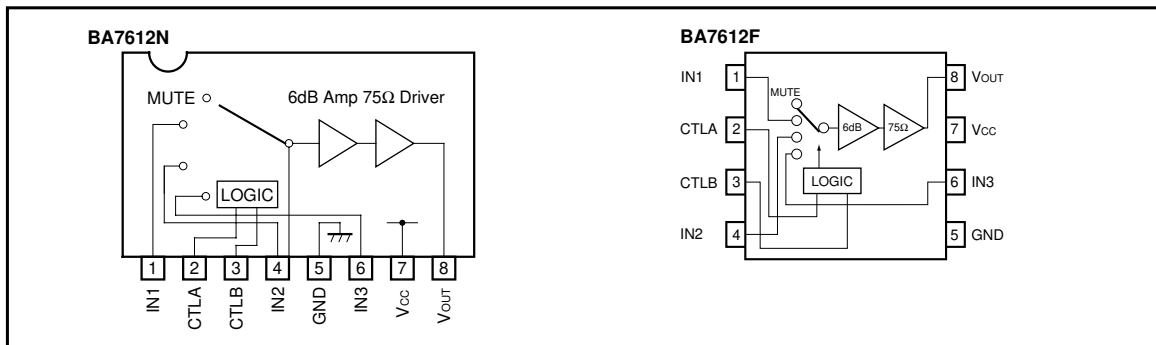 BA7612N
MUTE
6dB Amp 75Ω Driver
LOGIC
1
2
3
4
5
6
7
8
IN1
CTLA
CTLB
IN2
GND
IN3
VCC
VOUT
BA7612F
IN1
1
8
VOUT
MUTE
CTLA
2
6dB
75Ω
7
VCC
CTLB
3
LOGIC
6
IN3
IN2
4
5
GND